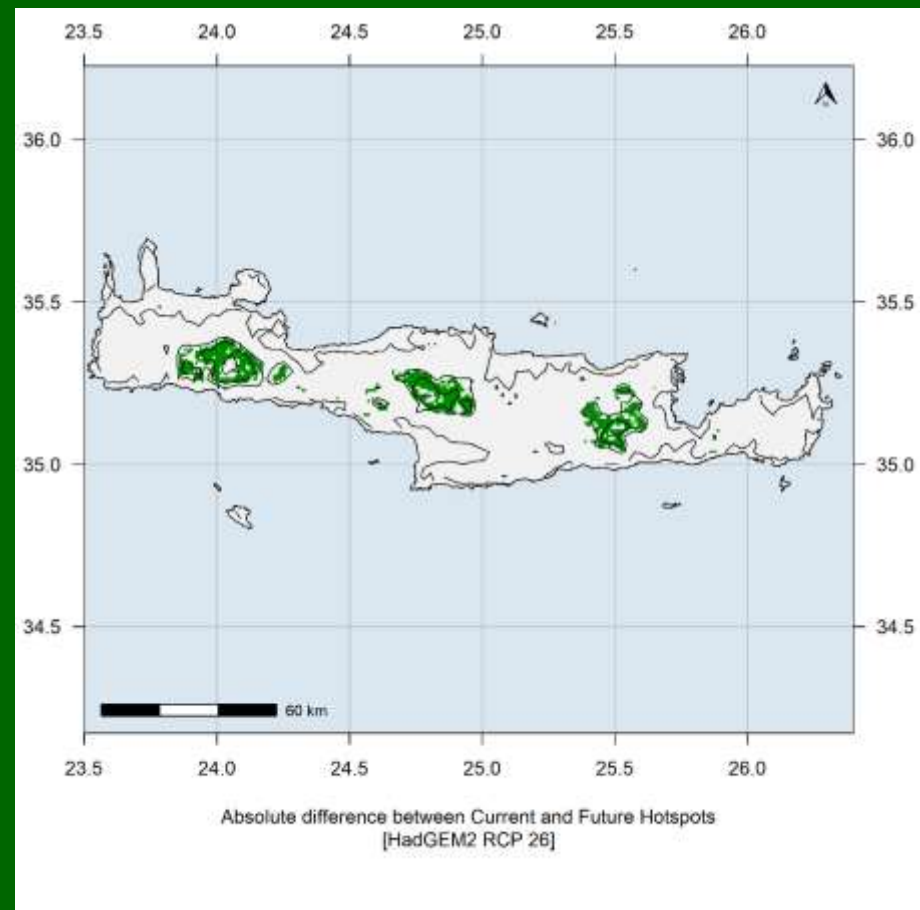 23.5 24.0 24.5 25.0 25.5 26.0
36.0 36.0
35.5 35.5
35.0 35.0
34.5 34.5
60 km
23.5 24.0 24.5 25.0 25.5 26.0
Absolute difference between Current and Future Hotspots
[HadGEM2 RCP 26]